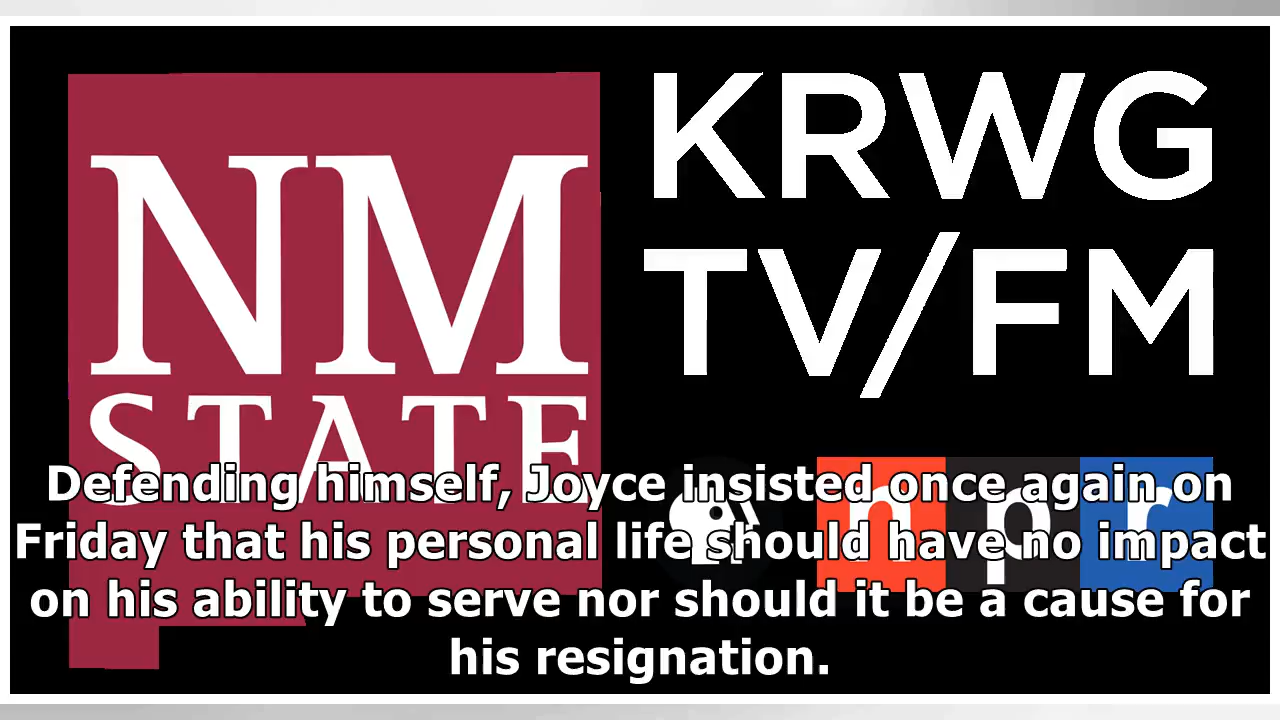 NM
STATE
KRWG
TV/FM
npr
Defending himself, Joyce insisted once again on
Friday that his personal life should have no impact
on his ability to serve nor should it be a cause for
his resignation.